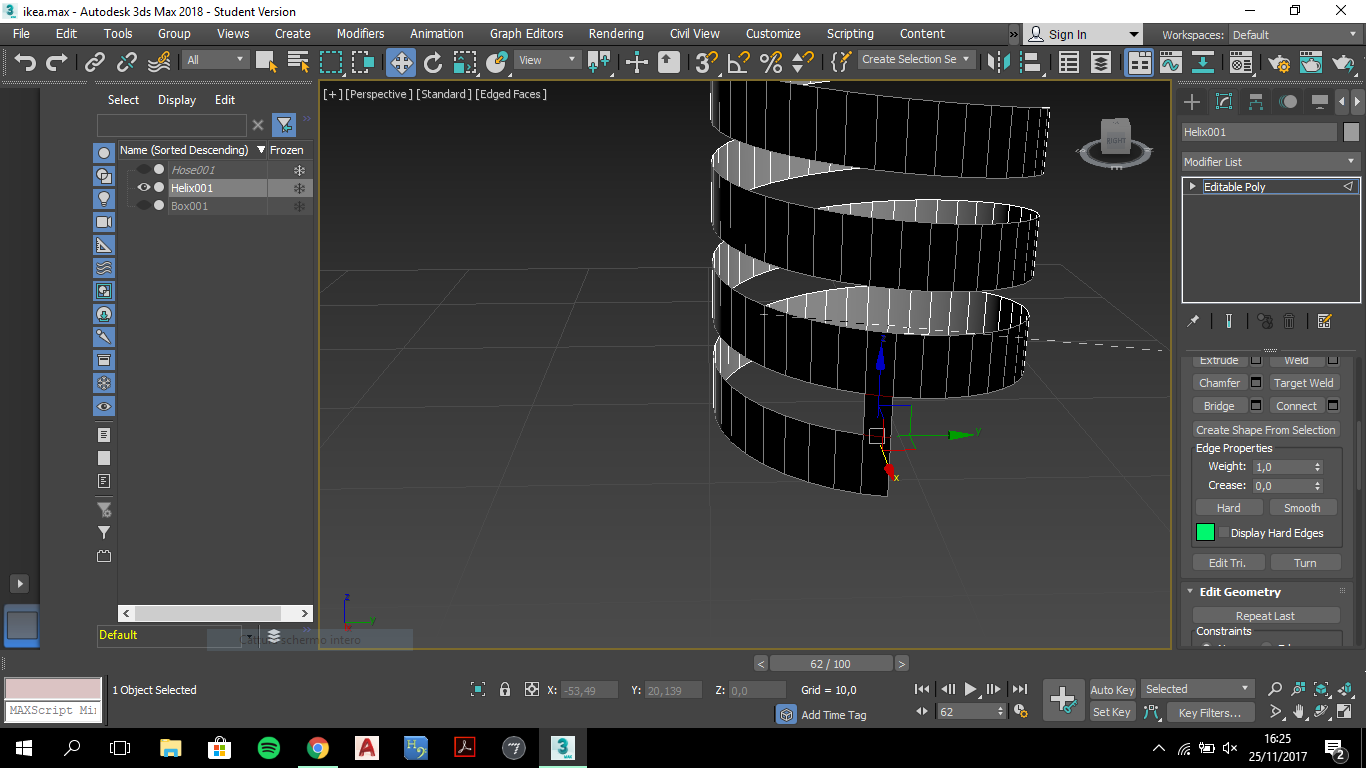 ikea.max - Autodesk 3ds Max 2018 - Student Version
File Edit Tools Group Views Create Modifiers Animation Graph Editors Rendering Civil View Customize Scripting Content » Sign In Workspaces: Default
All View Create Selection Se
Select Display Edit
[+] [Perspective ] [Standard ] [Edged Faces ]
RIGHT
Name (Sorted Descending) Frozen
Hose001
Helix001
Box001
Helix001
Modifier List
Editable Poly
Extrude Weld
Chamfer Target Weld
Bridge Connect
Create Shape From Selection
Edge Properties
Weight: 1,0
Crease: 0,0
Hard Smooth
Display Hard Edges
Edit Tri. Turn
Edit Geometry
Repeat Last
Constraints
z
y
x
z
y
Default
schermo intero
< 62 / 100 >
1 Object Selected
X: -53,49 Y: 20,139 Z: 0,0 Grid = 10,0
Add Time Tag
62
Auto Key Selected
Set Key Key Filters...
MAXScript Mi
16:25
25/11/2017
2